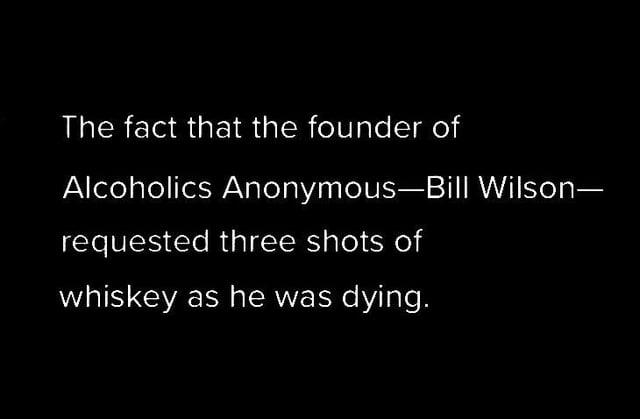 The fact that the founder of
Alcoholics Anonymous—Bill Wilson—
requested three shots of
whiskey as he was dying.